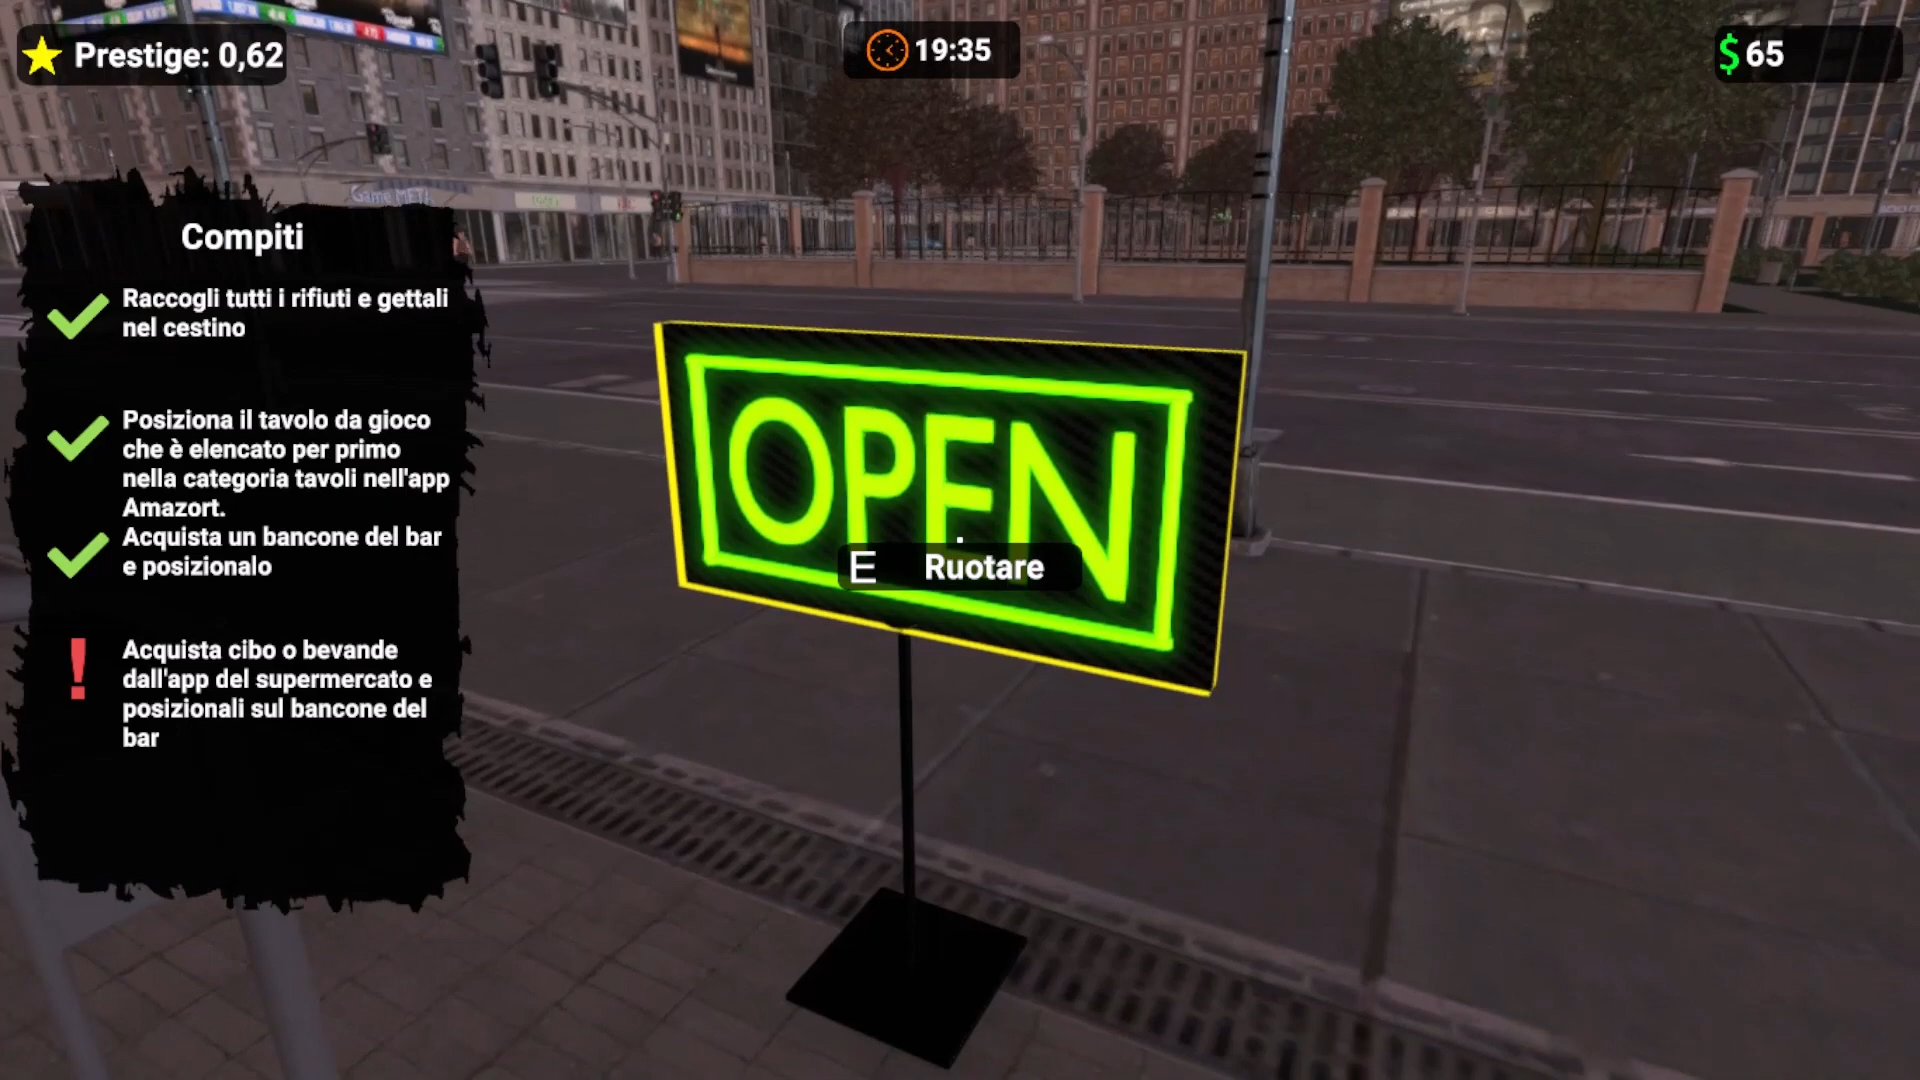 Prestige: 0,62
19:35
$ 65
Game META
Compiti
Raccogli tutti i rifiuti e gettali
nel cestino
Posiziona il tavolo da gioco
che è elencato per primo
nella categoria tavoli nell'app
Amazort.
Acquista un bancone del bar
e posizionalo
! Acquista cibo o bevande
dall'app del supermercato e
posizionali sul bancone del
bar
OPEN
E Ruotare